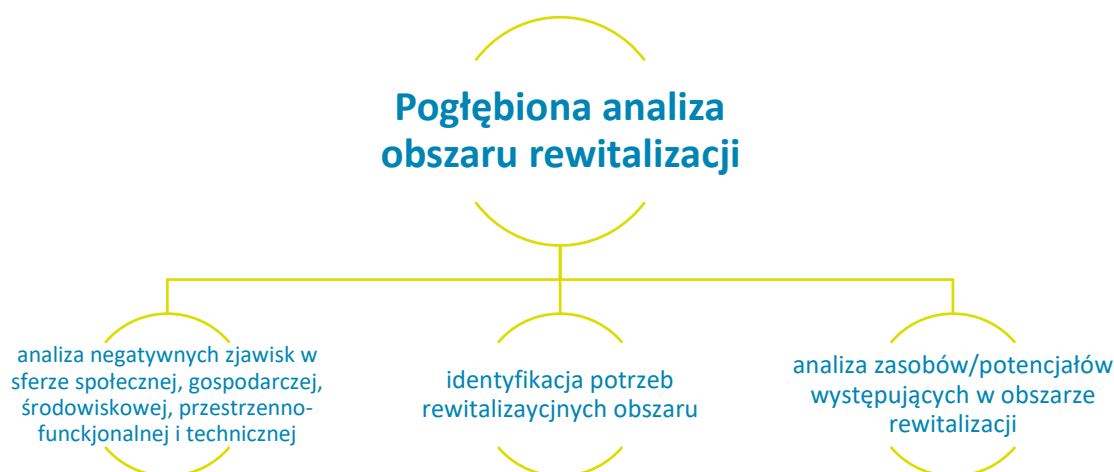 Pogłębiona analiza
obszaru rewitalizacji
analiza negatywnych zjawisk w
sferze społecznej, gospodarczej,
środowiskowej, przestrzenno-
funckjonalnej i technicznej
identyfikacja potrzeb
rewitalizaycjnych obszaru
analiza zasobów/potencjałów
występujących w obszarze
rewitalizacji